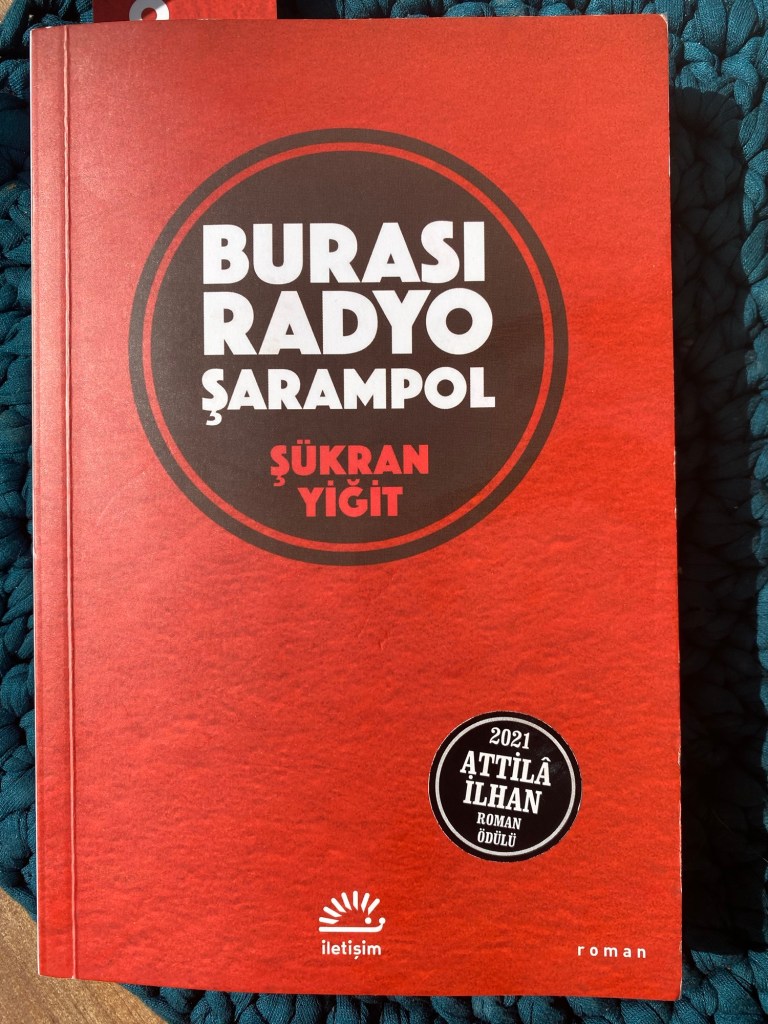 BURASI
RADYO
ŞARAMPOL
ŞÜKRAN
YİĞİT
2021
ATTİLÂ
İLHAN
ROMAN
ÖDÜLÜ
iletişim
roman